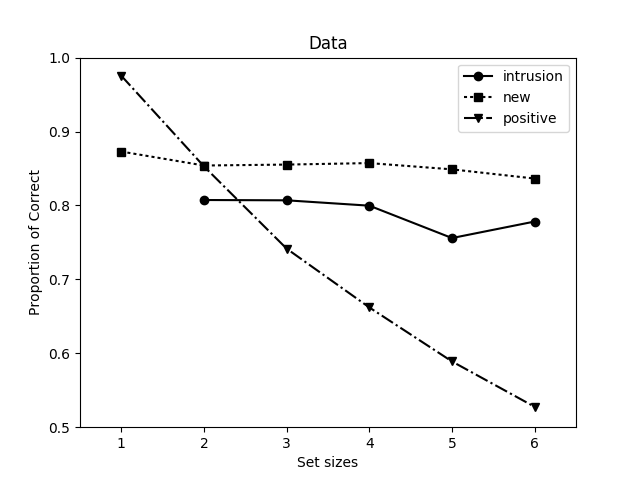 Data
intrusion
new
positive
Proportion of Correct
1.0
0.9
0.8
0.7
0.6
0.5
1 2 3 4 5 6
Set sizes